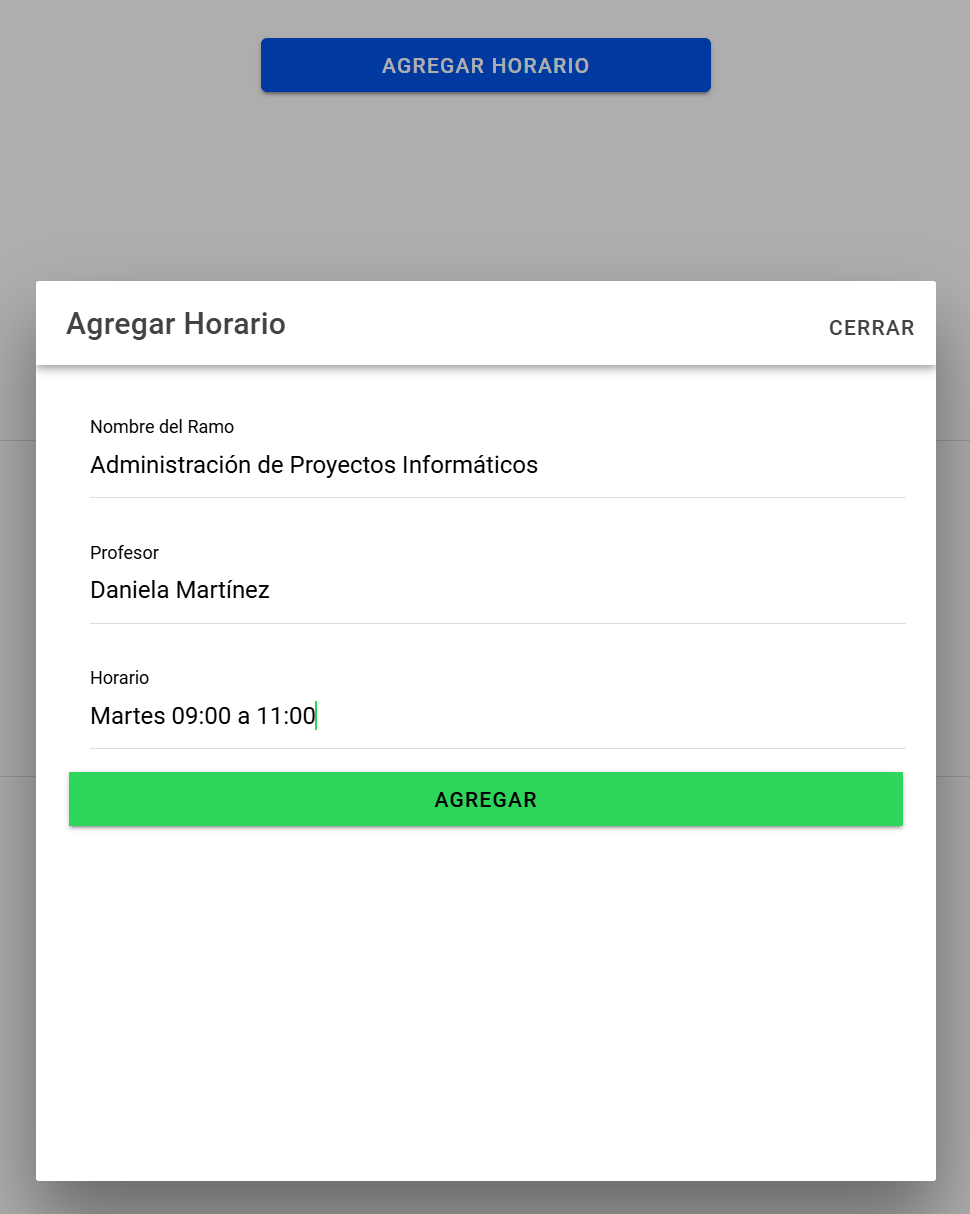 AGREGAR HORARIO
Agregar Horario
CERRAR
Nombre del Ramo
Administración de Proyectos Informáticos
Profesor
Daniela Martínez
Horario
Martes 09:00 a 11:00
AGREGAR